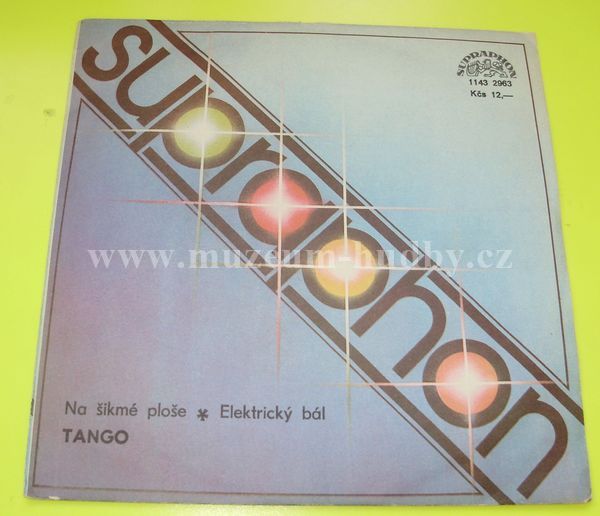 SUPRAPHON
1143 2963
Kčs 12,—
supraphon
www.muzeum-hudby.cz
Na šikmé ploše * Elektrický bál
TANGO